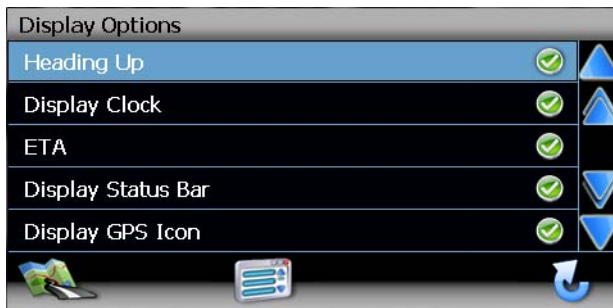 Display Options
Heading Up
Display Clock
ETA
Display Status Bar
Display GPS Icon